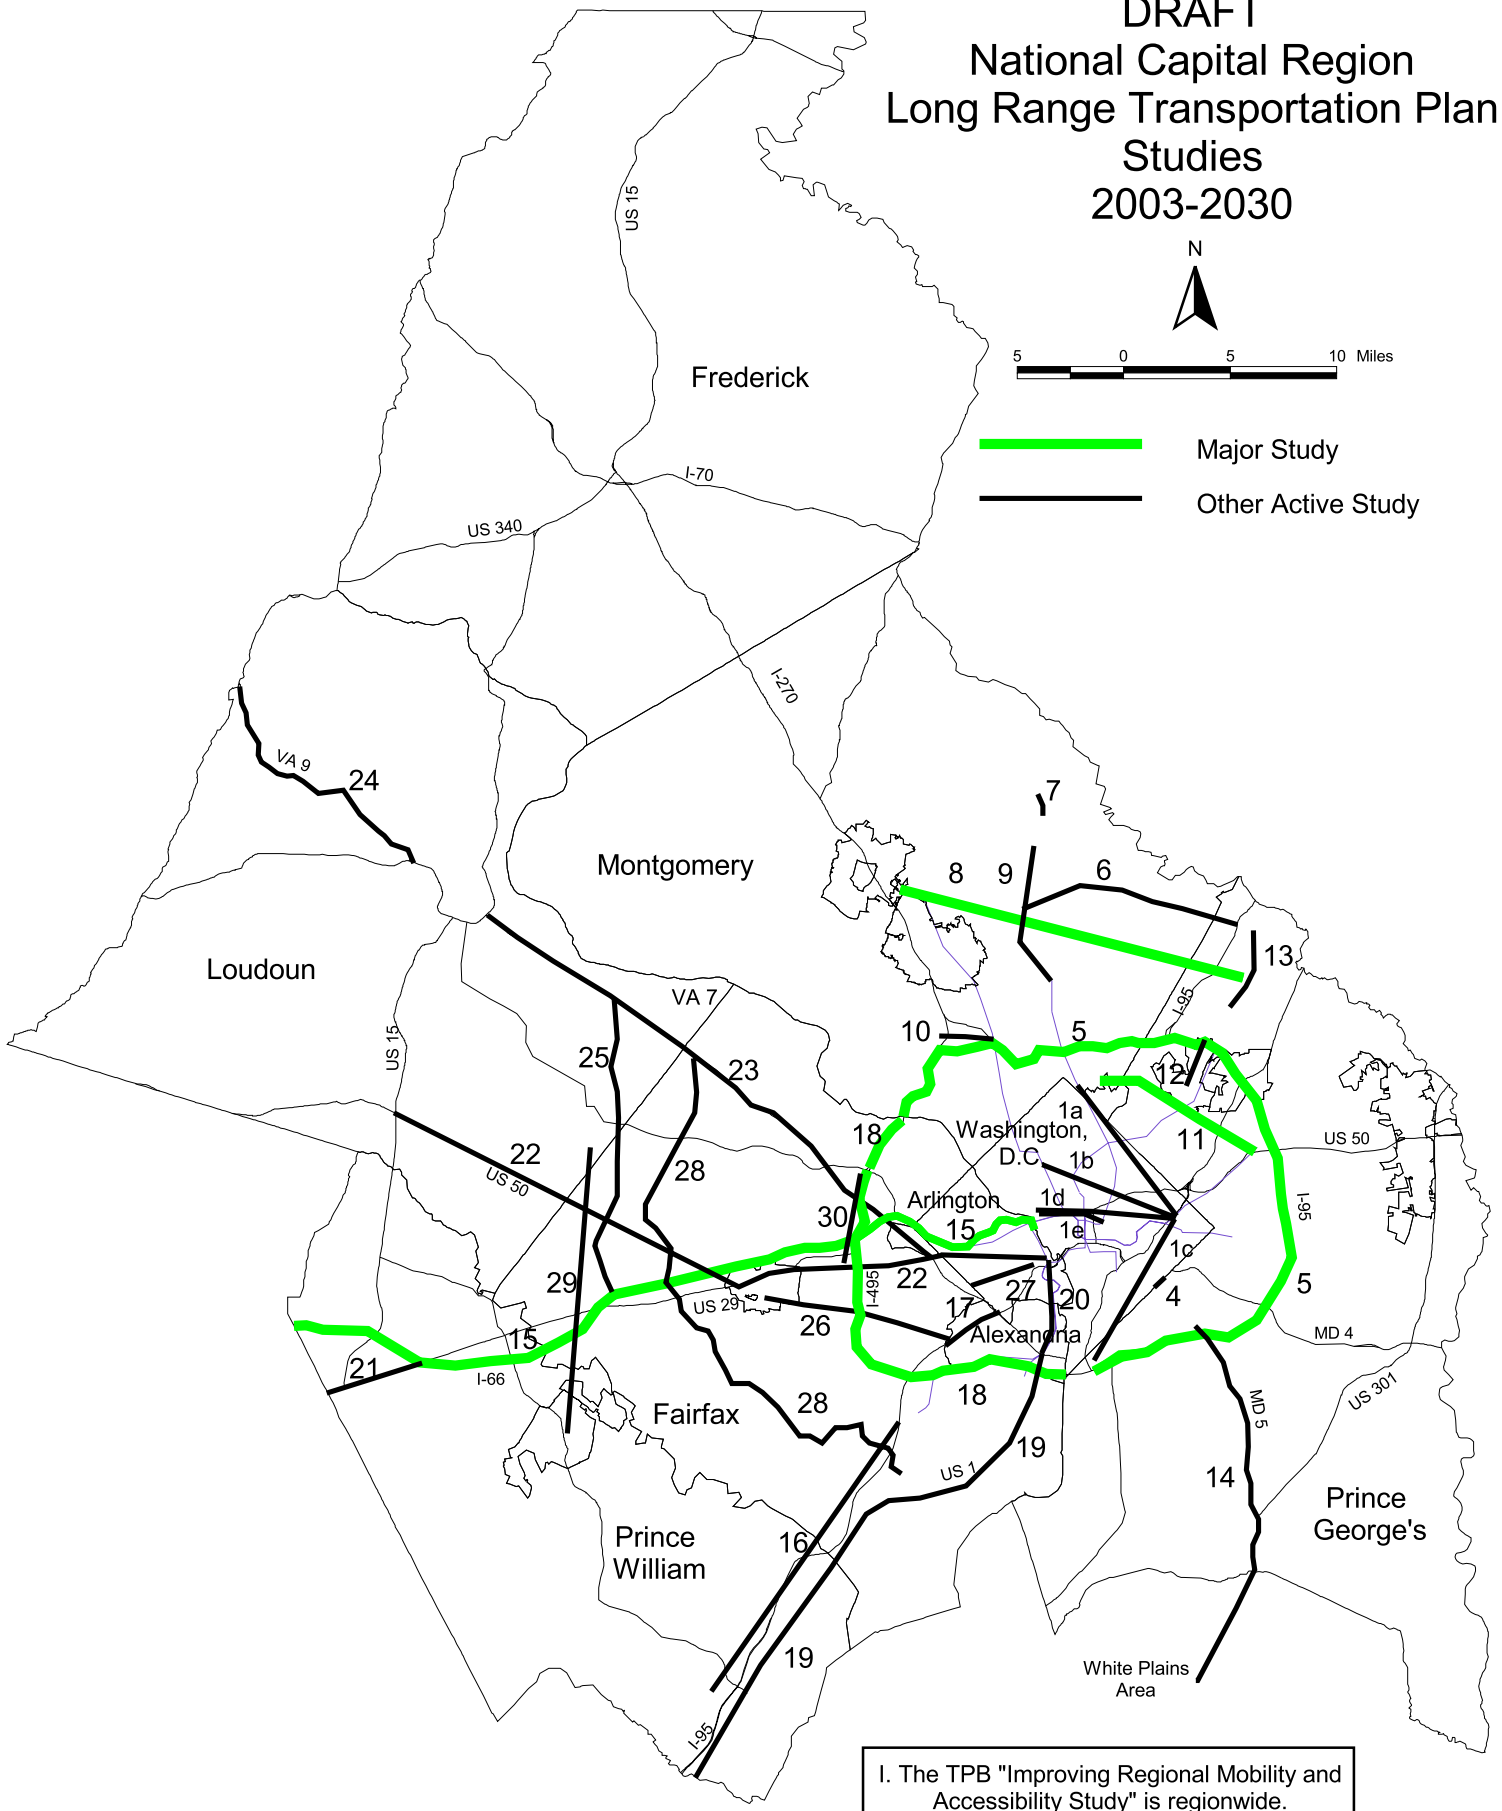 DRAFT
National Capital Region
Long Range Transportation Plan
Studies
2003-2030
N
5 0 5 10 Miles
Major Study
Other Active Study
US 15
Frederick
I-70
US 340
I-270
VA 9
24
7
Montgomery
8
9
6
13
Loudoun
VA 7
I-95
US 15
10
5
25
23
12
1a
18
Washington,
D.C.
11
US 50
22
US 50
28
1b
Arlington
1d
I-95
30
15
1e
1c
29
I-495
22
27
20
4
5
US 29
26
17
15
Alexandria
MD 4
21
I-66
18
US 301
28
Fairfax
MD 5
19
US 1
14
Prince
George's
16
Prince
William
19
White Plains
Area
I-95
I. The TPB "Improving Regional Mobility and
Accessibility Study" is regionwide.